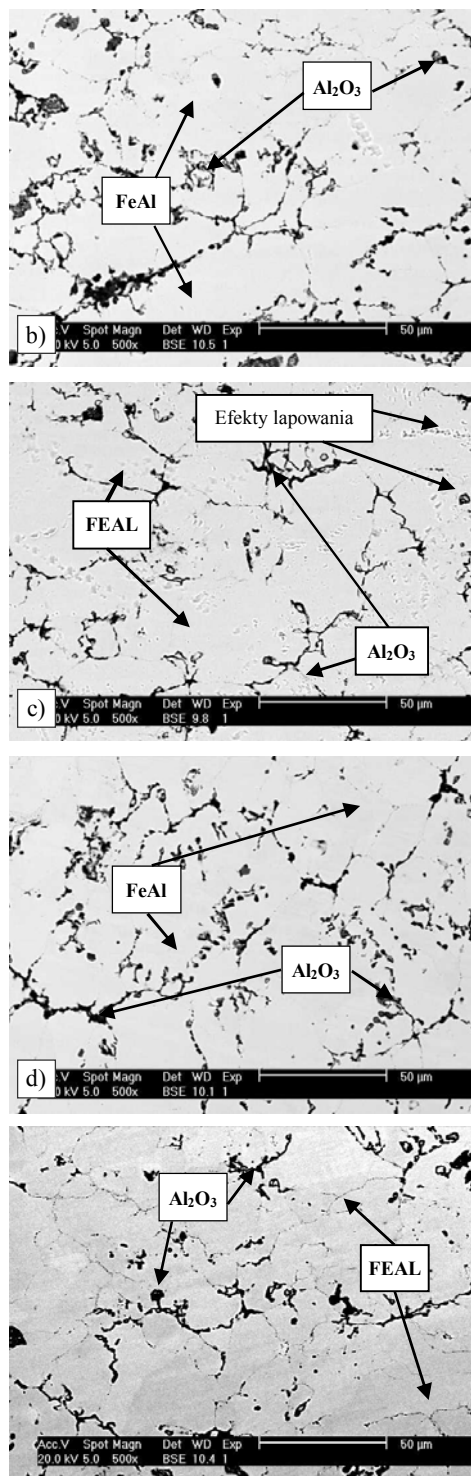 Al₂O₃
FeAl
b)
c.V Spot Magn Det WD Exp 50 μm
0 kV 5.0 500x BSE 10.5 1
Efekty lapowania
FEAL
Al₂O₃
c)
c.V Spot Magn Det WD Exp 50 μm
0 kV 5.0 500x BSE 9.8 1
FeAl
Al₂O₃
d)
c.V Spot Magn Det WD Exp 50 μm
0 kV 5.0 500x BSE 10.1 1
Al₂O₃
FEAL
Acc.V Spot Magn Det WD Exp 50 μm
20.0 kV 5.0 500x BSE 10.4 1